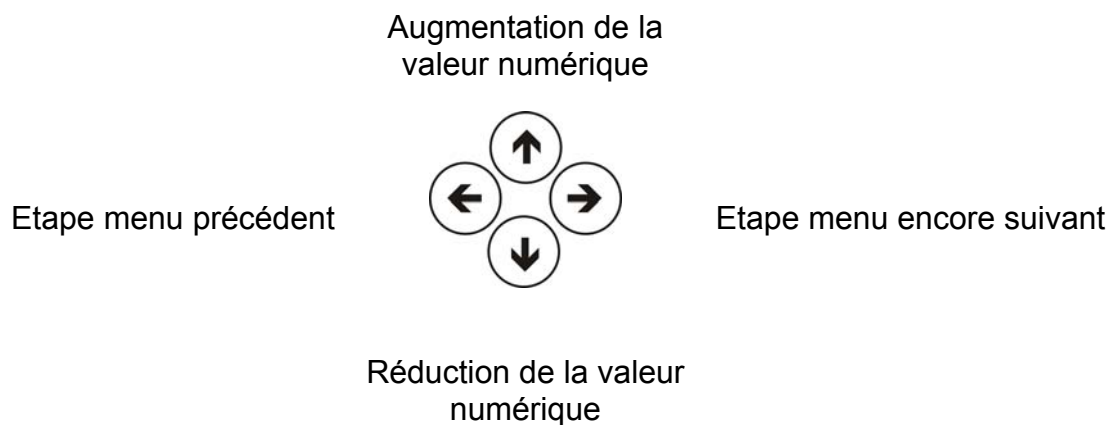 Augmentation de la
valeur numérique
Etape menu précédent
Etape menu encore suivant
Réduction de la valeur
numérique